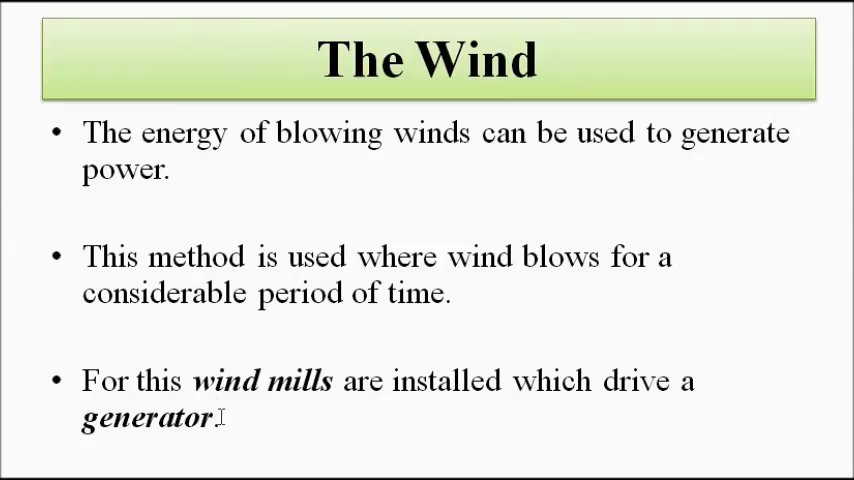 The Wind
• The energy of blowing winds can be used to generate
power.
• This method is used where wind blows for a
considerable period of time.
• For this wind mills are installed which drive a
generator.